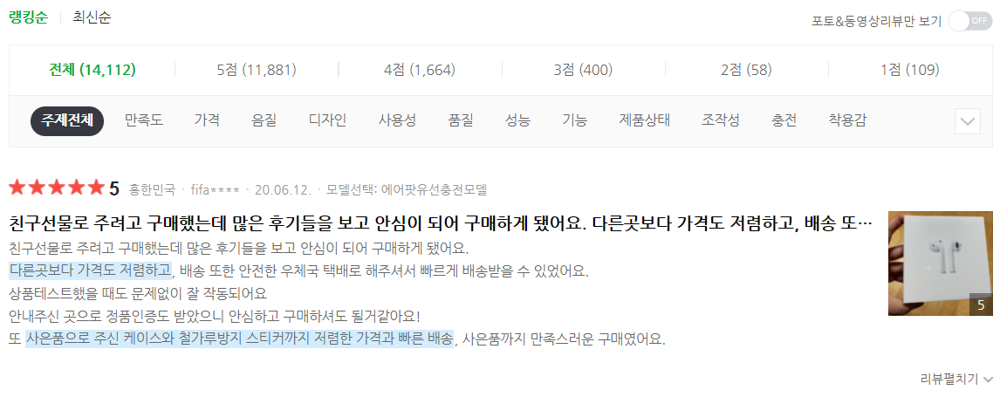 랭킹순 최신순 포토&동영상리뷰만 보기 OFF
전체 (14,112) 5점 (11,881) 4점 (1,664) 3점 (400) 2점 (58) 1점 (109)
주제전체 만족도 가격 음질 디자인 사용성 품질 성능 기능 제품상태 조작성 충전 착용감
5 흥한민국 · fifa**** · 20.06.12. · 모델선택: 에어팟유선충전모델
친구선물로 주려고 구매했는데 많은 후기들을 보고 안심이 되어 구매하게 됐어요. 다른곳보다 가격도 저렴하고, 배송 또…
친구선물로 주려고 구매했는데 많은 후기들을 보고 안심이 되어 구매하게 됐어요.
다른곳보다 가격도 저렴하고, 배송 또한 안전한 우체국 택배로 해주셔서 빠르게 배송받을 수 있었어요.
상품테스트했을 때도 문제없이 잘 작동되어요
안내주신 곳으로 정품인증도 받았으니 안심하고 구매하셔도 될거같아요!
또 사은품으로 주신 케이스와 철가루방지 스티커까지 저렴한 가격과 빠른 배송, 사은품까지 만족스러운 구매였어요.
5
리뷰펼치기